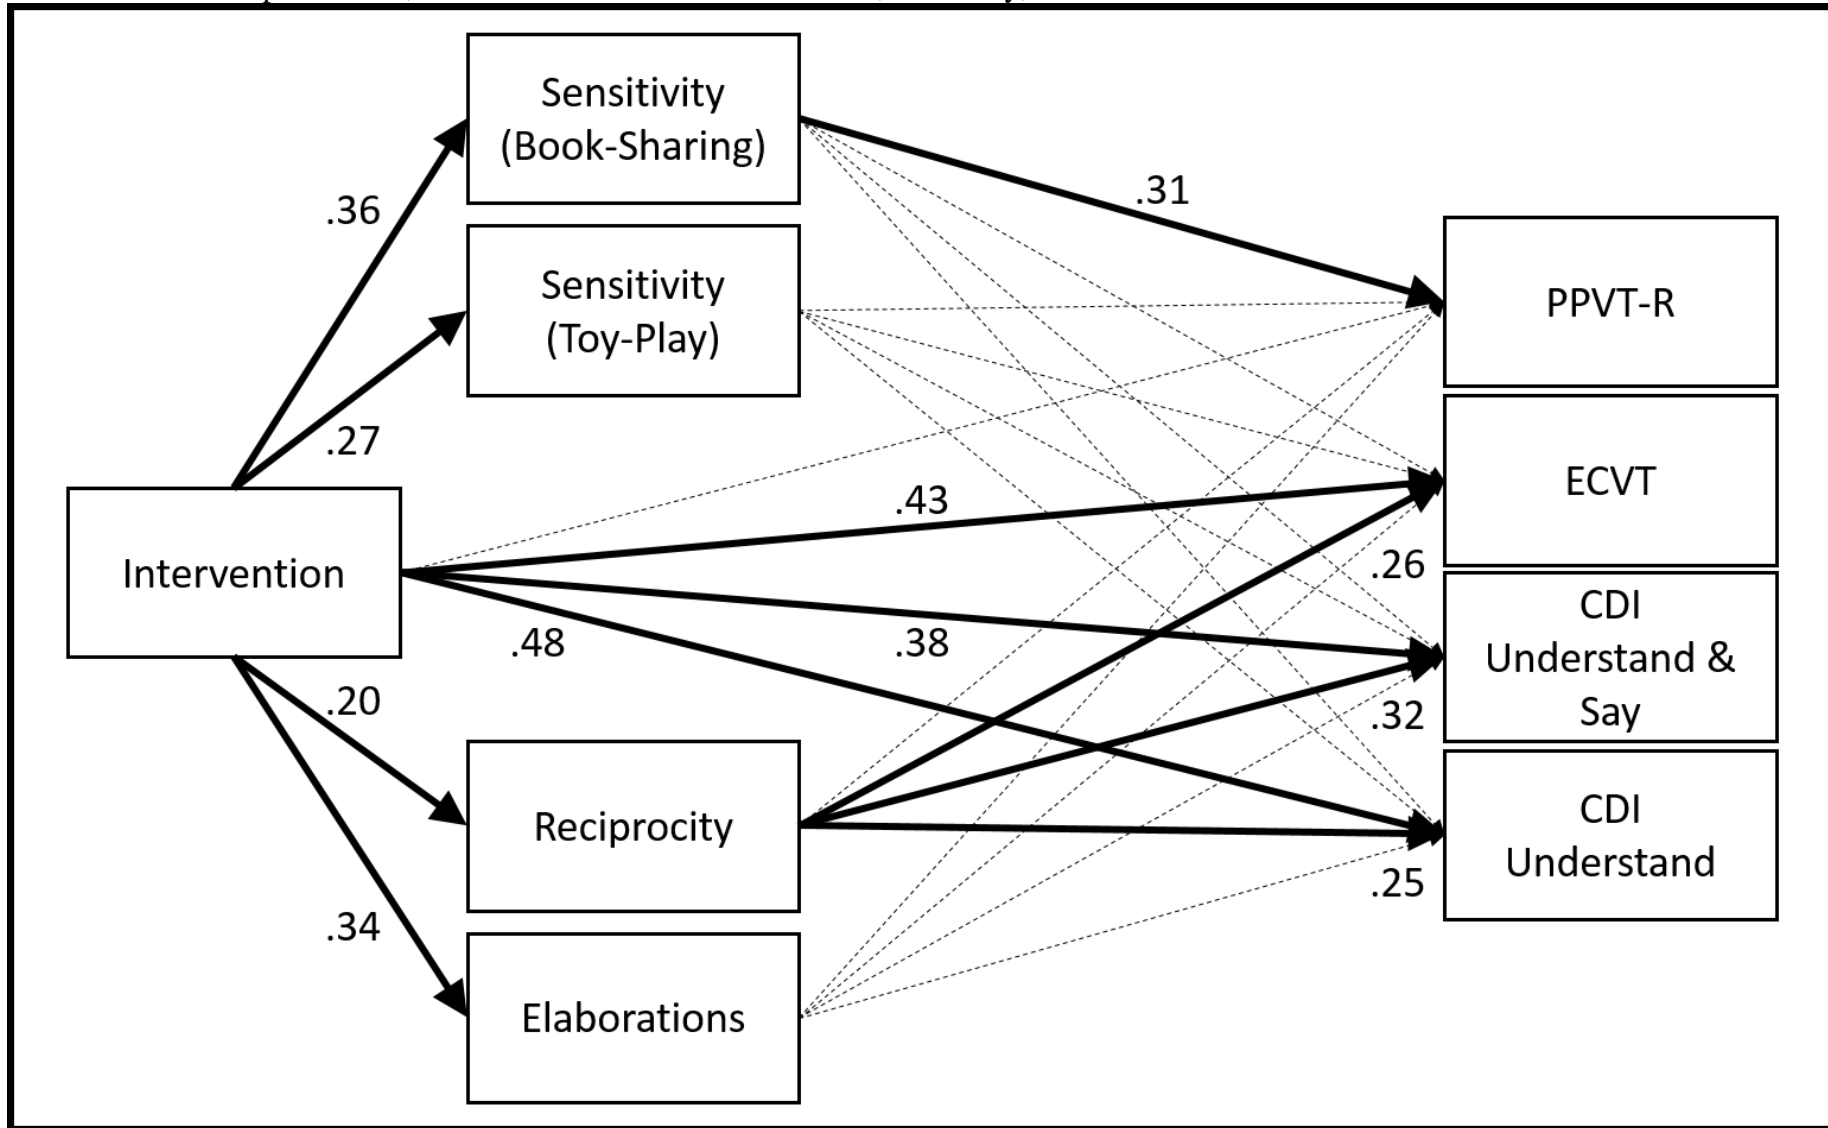 Sensitivity
(Book-Sharing)
.36
.31
Sensitivity
(Toy-Play)
PPVT-R
.27
.43
ECVT
Intervention
.26
.48
.38
CDI
Understand &
Say
.20
.32
Reciprocity
CDI
Understand
.25
.34
Elaborations